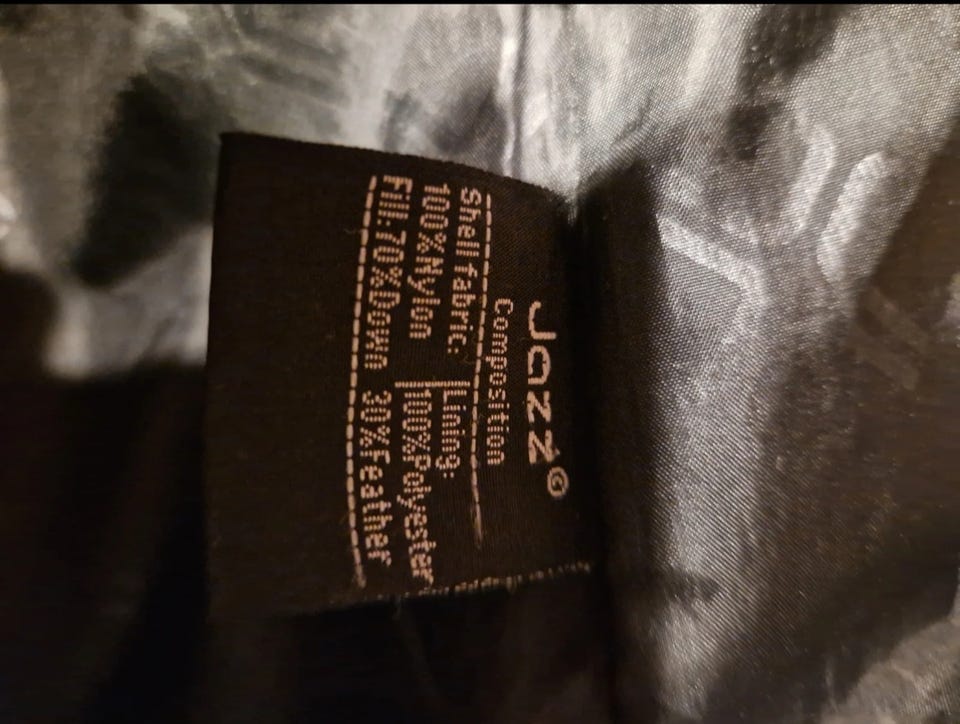 Jazz
Composition
Shell fabric: Lining:
100%Nylon 100%Polyester
Fill:70%Down 30%Feather